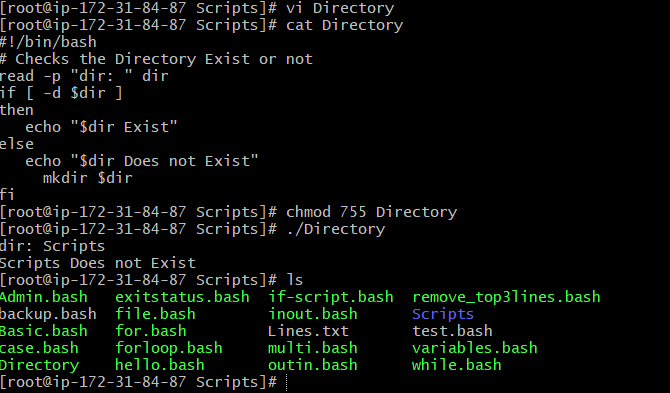 [root@ip-172-31-84-87 Scripts]# vi Directory
[root@ip-172-31-84-87 Scripts]# cat Directory
#!/bin/bash
# Checks the Directory Exist or not
read -p "dir: " dir
if [ -d $dir ]
then
   echo "$dir Exist"
else
   echo "$dir Does not Exist"
     mkdir $dir
fi
[root@ip-172-31-84-87 Scripts]# chmod 755 Directory
[root@ip-172-31-84-87 Scripts]# ./Directory
dir: Scripts
Scripts Does not Exist
[root@ip-172-31-84-87 Scripts]# ls
Admin.bash   exitstatus.bash  if-script.bash  remove_top3lines.bash
backup.bash  file.bash        inout.bash      Scripts
Basic.bash   for.bash         Lines.txt       test.bash
case.bash    forloop.bash     multi.bash      variables.bash
Directory    hello.bash       outin.bash      while.bash
[root@ip-172-31-84-87 Scripts]#